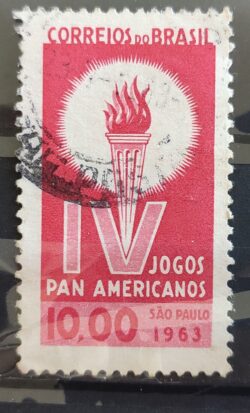 CORREIOS DO BRASIL
IV JOGOS
PAN AMERICANOS
10,00 SÃO PAULO
1963